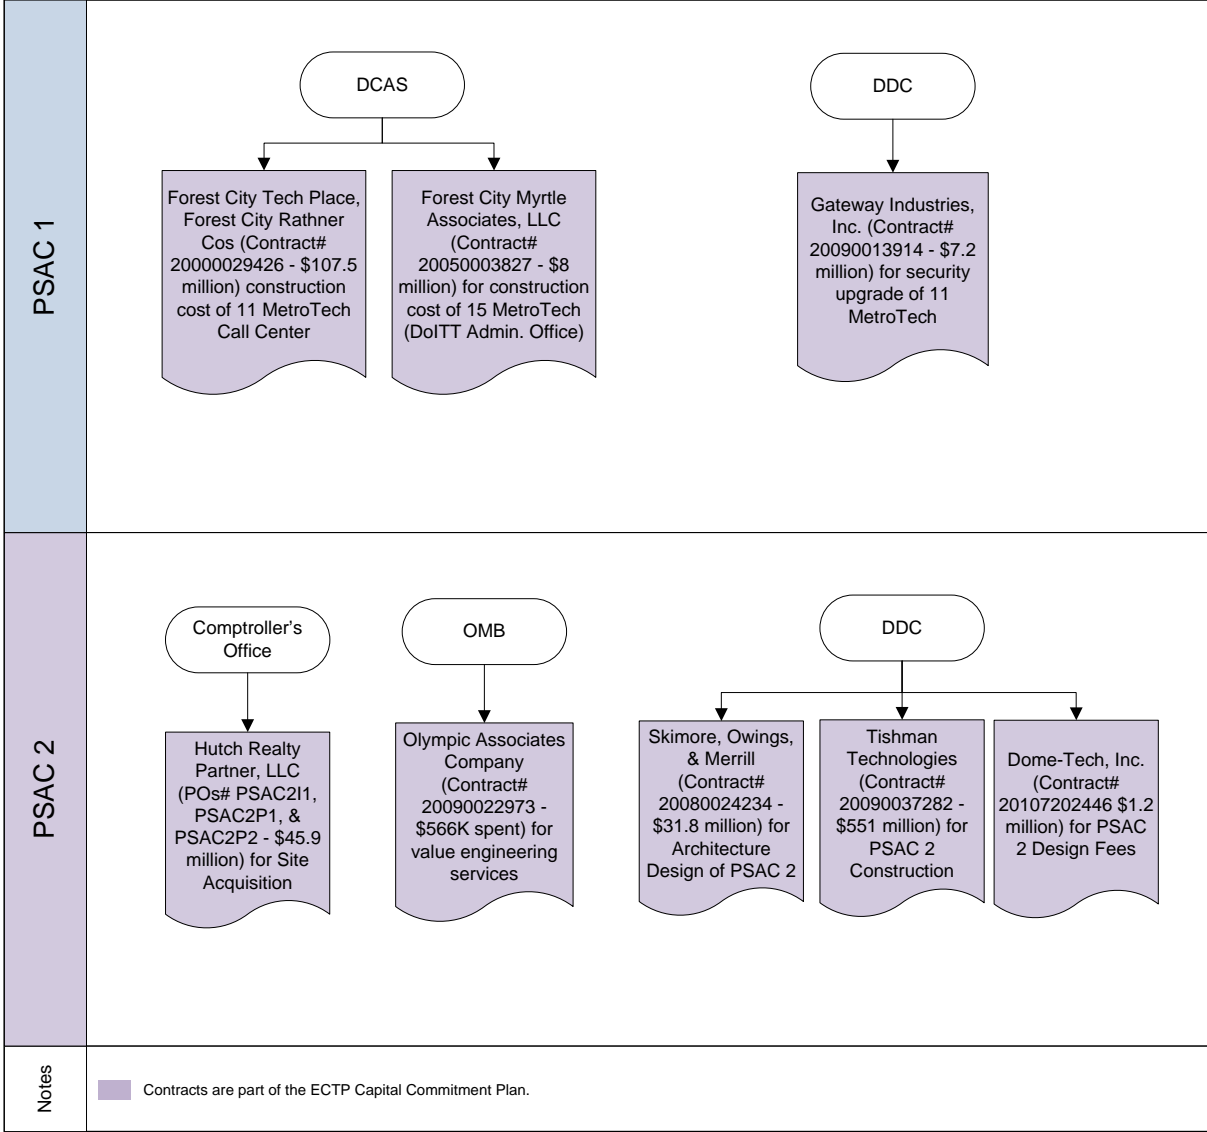 PSAC 1
DCAS
DDC
Forest City Tech Place,
Forest City Rathner
Cos (Contract#
20000029426 - $107.5
million) construction
cost of 11 MetroTech
Call Center
Forest City Myrtle
Associates, LLC
(Contract#
20050003827 - $8
million) for construction
cost of 15 MetroTech
(DoITT Admin. Office)
Gateway Industries,
Inc. (Contract#
20090013914 - $7.2
million) for security
upgrade of 11
MetroTech
PSAC 2
Comptroller's
Office
OMB
DDC
Hutch Realty
Partner, LLC
(POs# PSAC2I1,
PSAC2P1, &
PSAC2P2 - $45.9
million) for Site
Acquisition
Olympic Associates
Company
(Contract#
20090022973 -
$566K spent) for
value engineering
services
Skimore, Owings,
& Merrill
(Contract#
20080024234 -
$31.8 million) for
Architecture
Design of PSAC 2
Tishman
Technologies
(Contract#
20090037282 -
$551 million) for
PSAC 2
Construction
Dome-Tech, Inc.
(Contract#
20107202446 $1.2
million) for PSAC
2 Design Fees
Notes
Contracts are part of the ECTP Capital Commitment Plan.